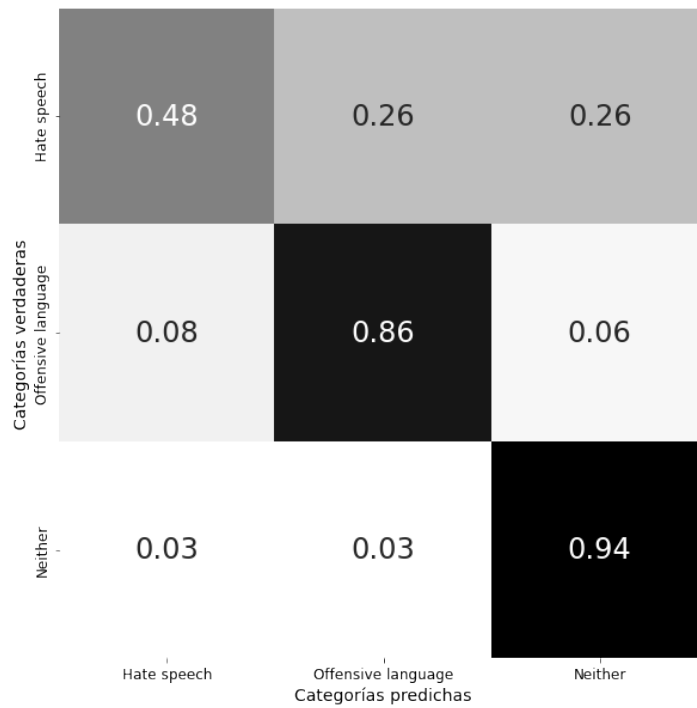 Categorías verdaderas
Hate speech
0.48 0.26 0.26
Offensive language
0.08 0.86 0.06
Neither
0.03 0.03 0.94
Hate speech Offensive language Neither
Categorías predichas